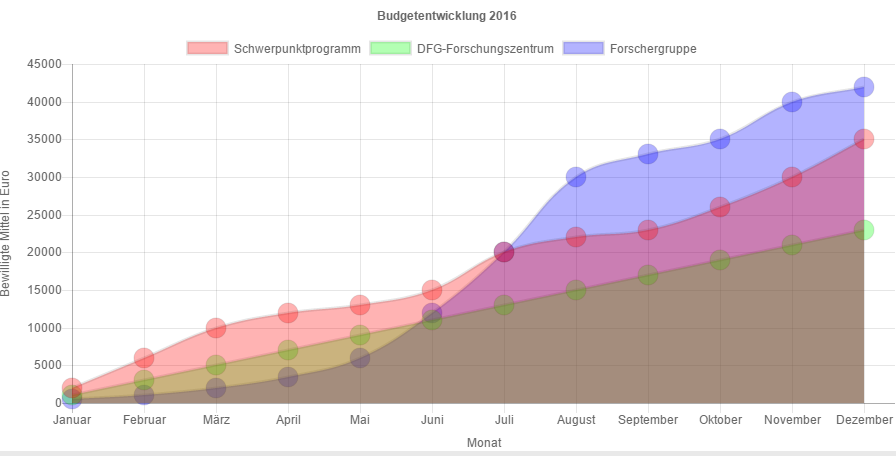 Budgetentwicklung 2016
Schwerpunktprogramm DFG-Forschungszentrum Forschergruppe
Bewilligte Mittel in Euro
45000
40000
35000
30000
25000
20000
15000
10000
5000
0
Januar Februar März April Mai Juni Juli August September Oktober November Dezember
Monat